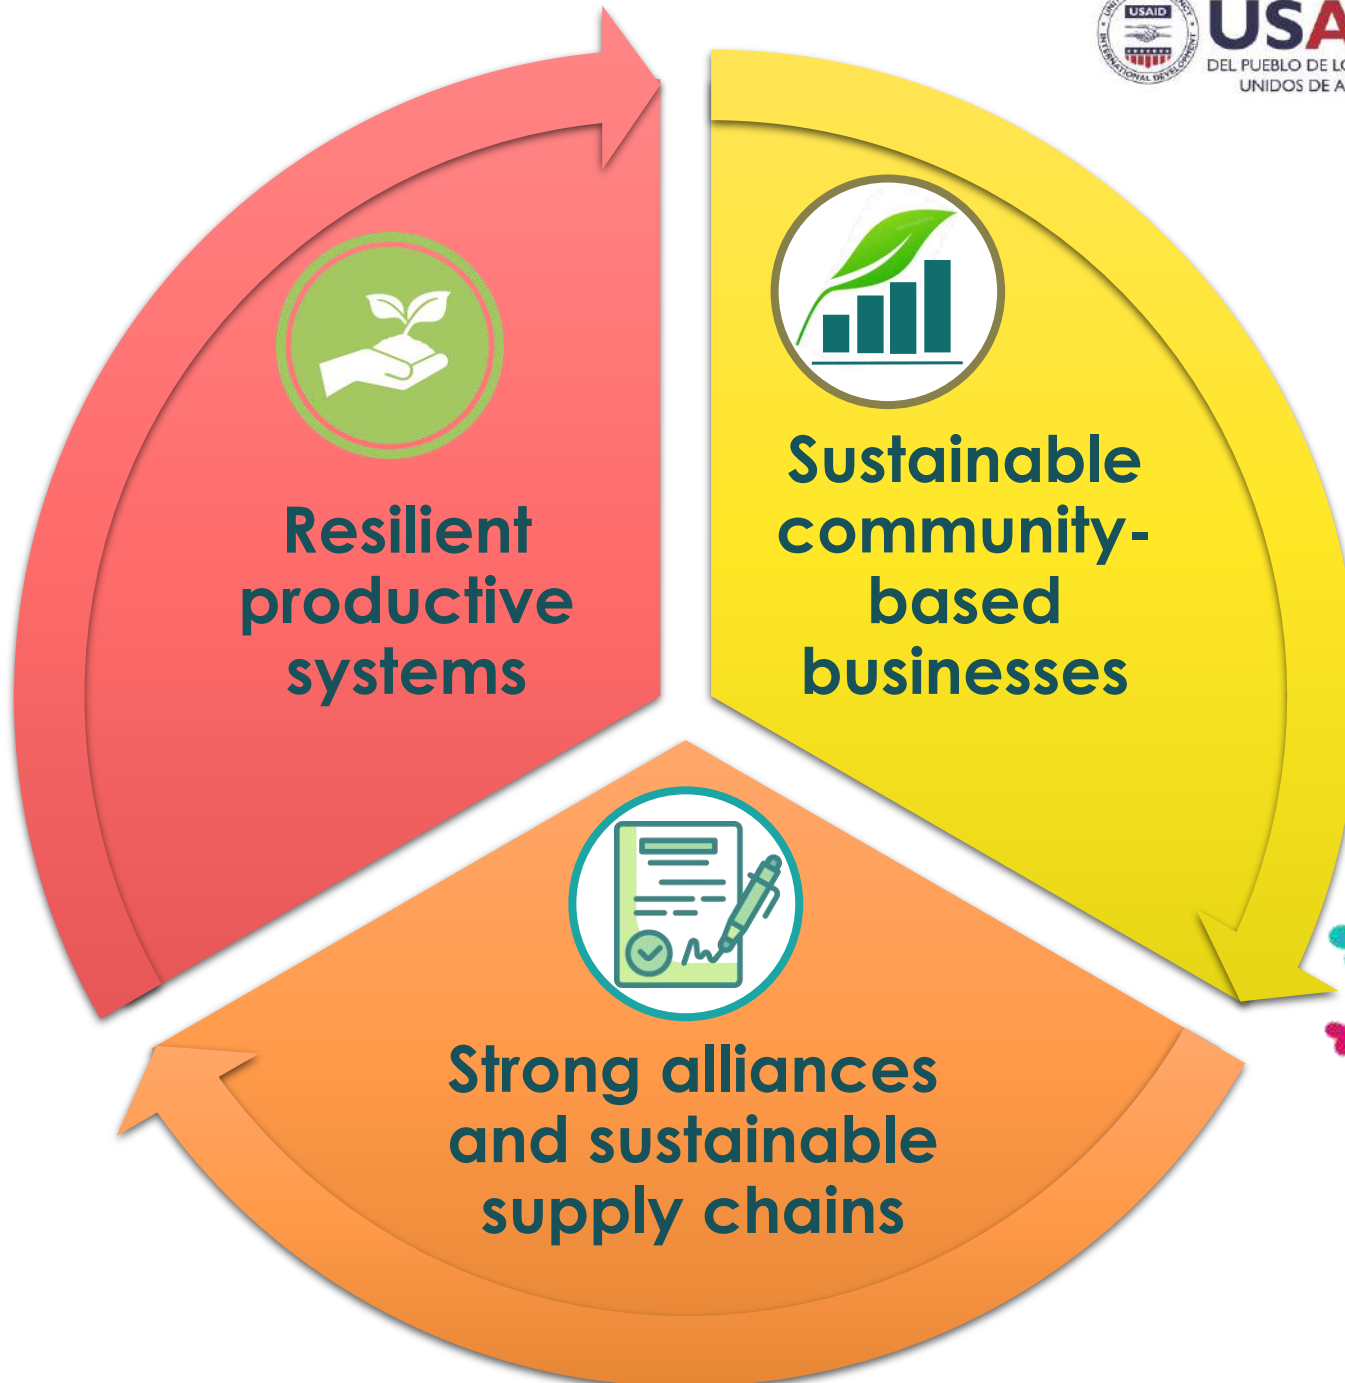 USAID
USA
DEL PUEBLO DE LO
UNIDOS DE A
Resilient
productive
systems
Sustainable
community-
based
businesses
Strong alliances
and sustainable
supply chains